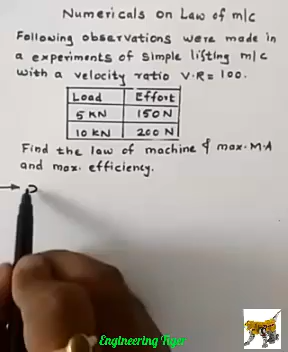 Numericals on Law of m/c
Following observations were made in
a experiments of simple lifting m/c
with a velocity ratio V.R = 100.
Load Effort
5 KN 150 N
10 KN 200 N
Find the law of machine & max. M.A
and max. efficiency.
Engineering Tiger